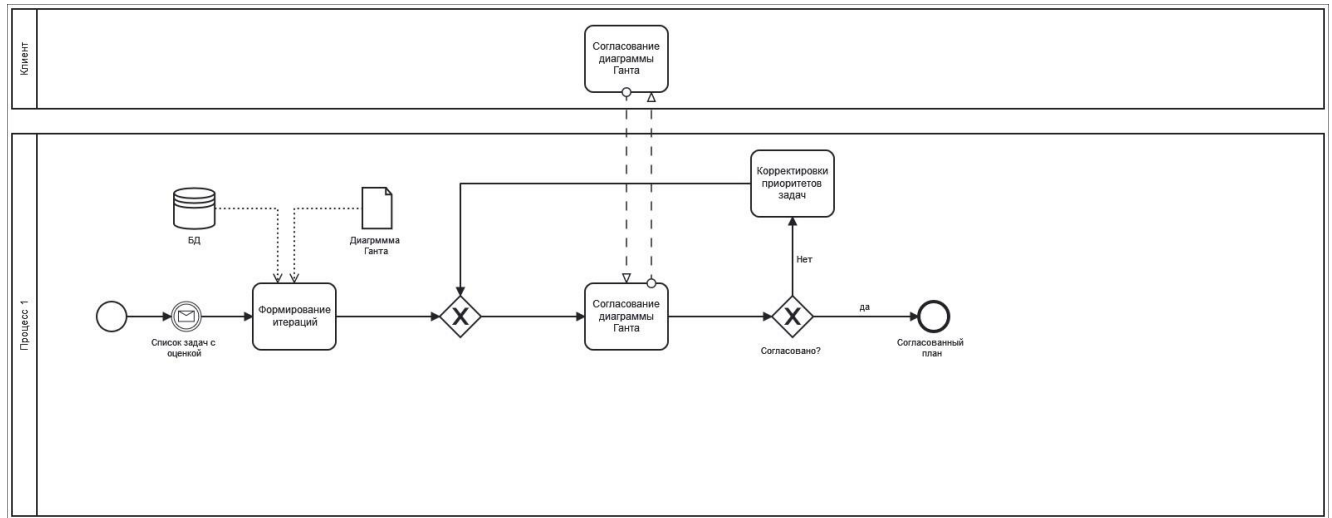 Клиент
Согласование
диаграммы
Ганта
Процесс 1
Корректировки
приоритетов
задач
БД
Диагрммма
Ганта
Нет
Список задач с
оценкой
Формирование
итераций
Согласование
диаграммы
Ганта
Согласовано?
да
Согласованный
план